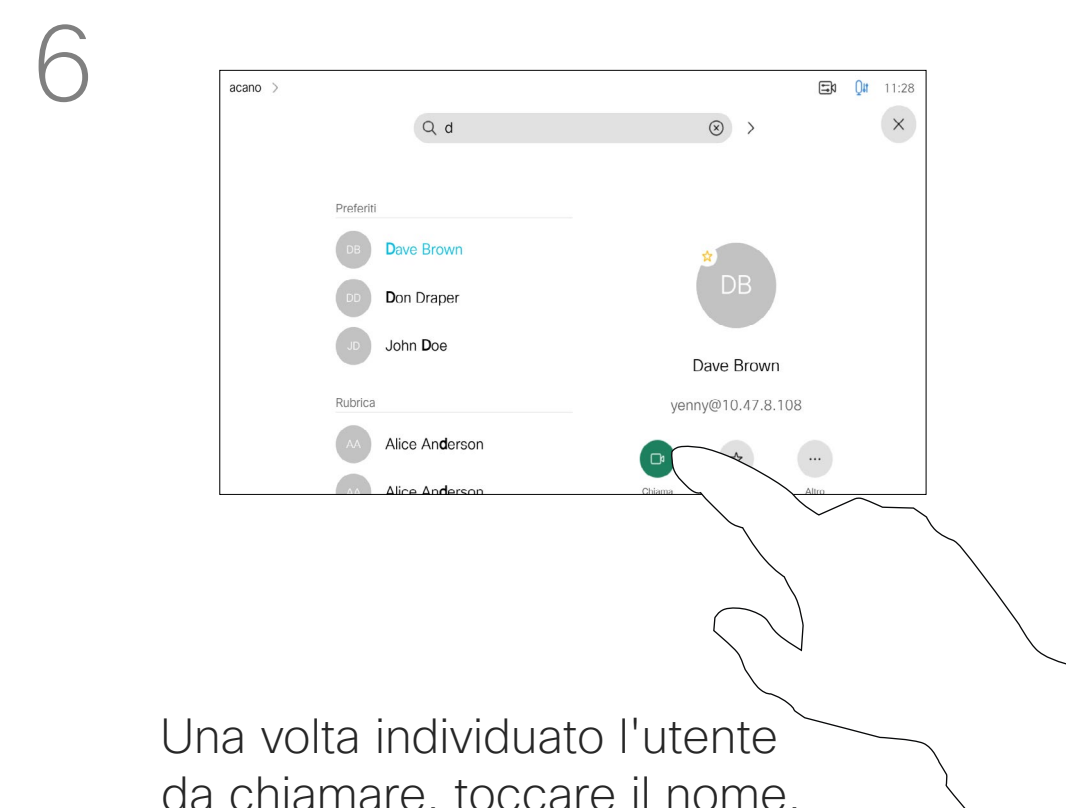 6
acano >
11:28
d
>
Preferiti
DB Dave Brown
DD Don Draper
JD John Doe
Rubrica
AA Alice Anderson
AA Alice Anderson
DB
Dave Brown
yenny@10.47.8.108
Chiama
Altro
Una volta individuato l'utente
da chiamare, toccare il nome.